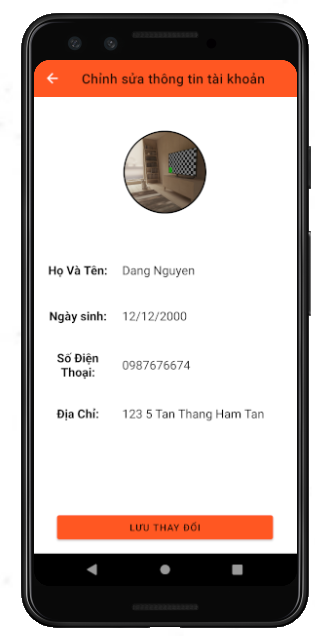 Chỉnh sửa thông tin tài khoản
Họ Và Tên: Dang Nguyen
Ngày sinh: 12/12/2000
Số Điện
Thoại: 0987676674
Địa Chỉ: 123 5 Tan Thang Ham Tan
LƯU THAY ĐỔI